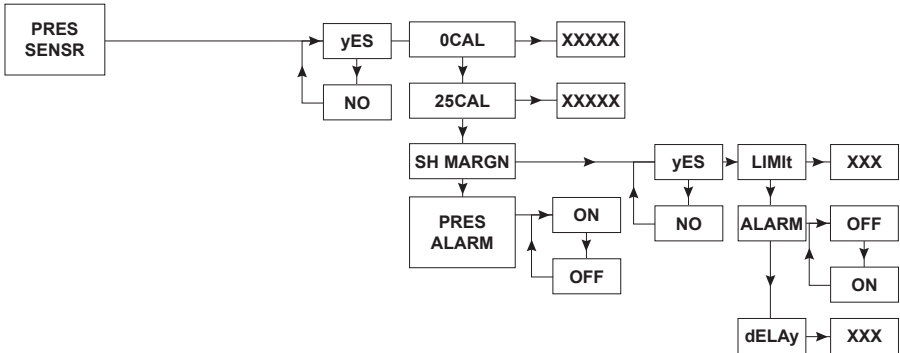 PRES
SENSR
yES
0CAL
XXXXX
NO
25CAL
XXXXX
SH MARGN
yES
LIMIt
XXX
PRES
ALARM
ON
OFF
NO
ALARM
OFF
ON
dELAy
XXX